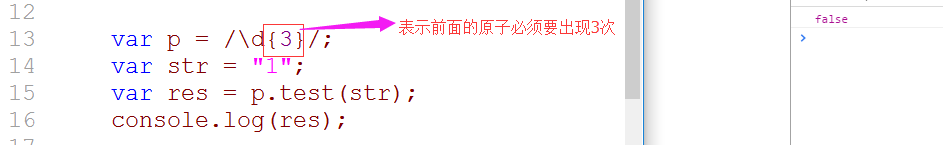 12
13 var p = /\d{3}/; 表示前面的原子必须要出现3次
14 var str = "1";
15 var res = p.test(str);
16 console.log(res);
false
>